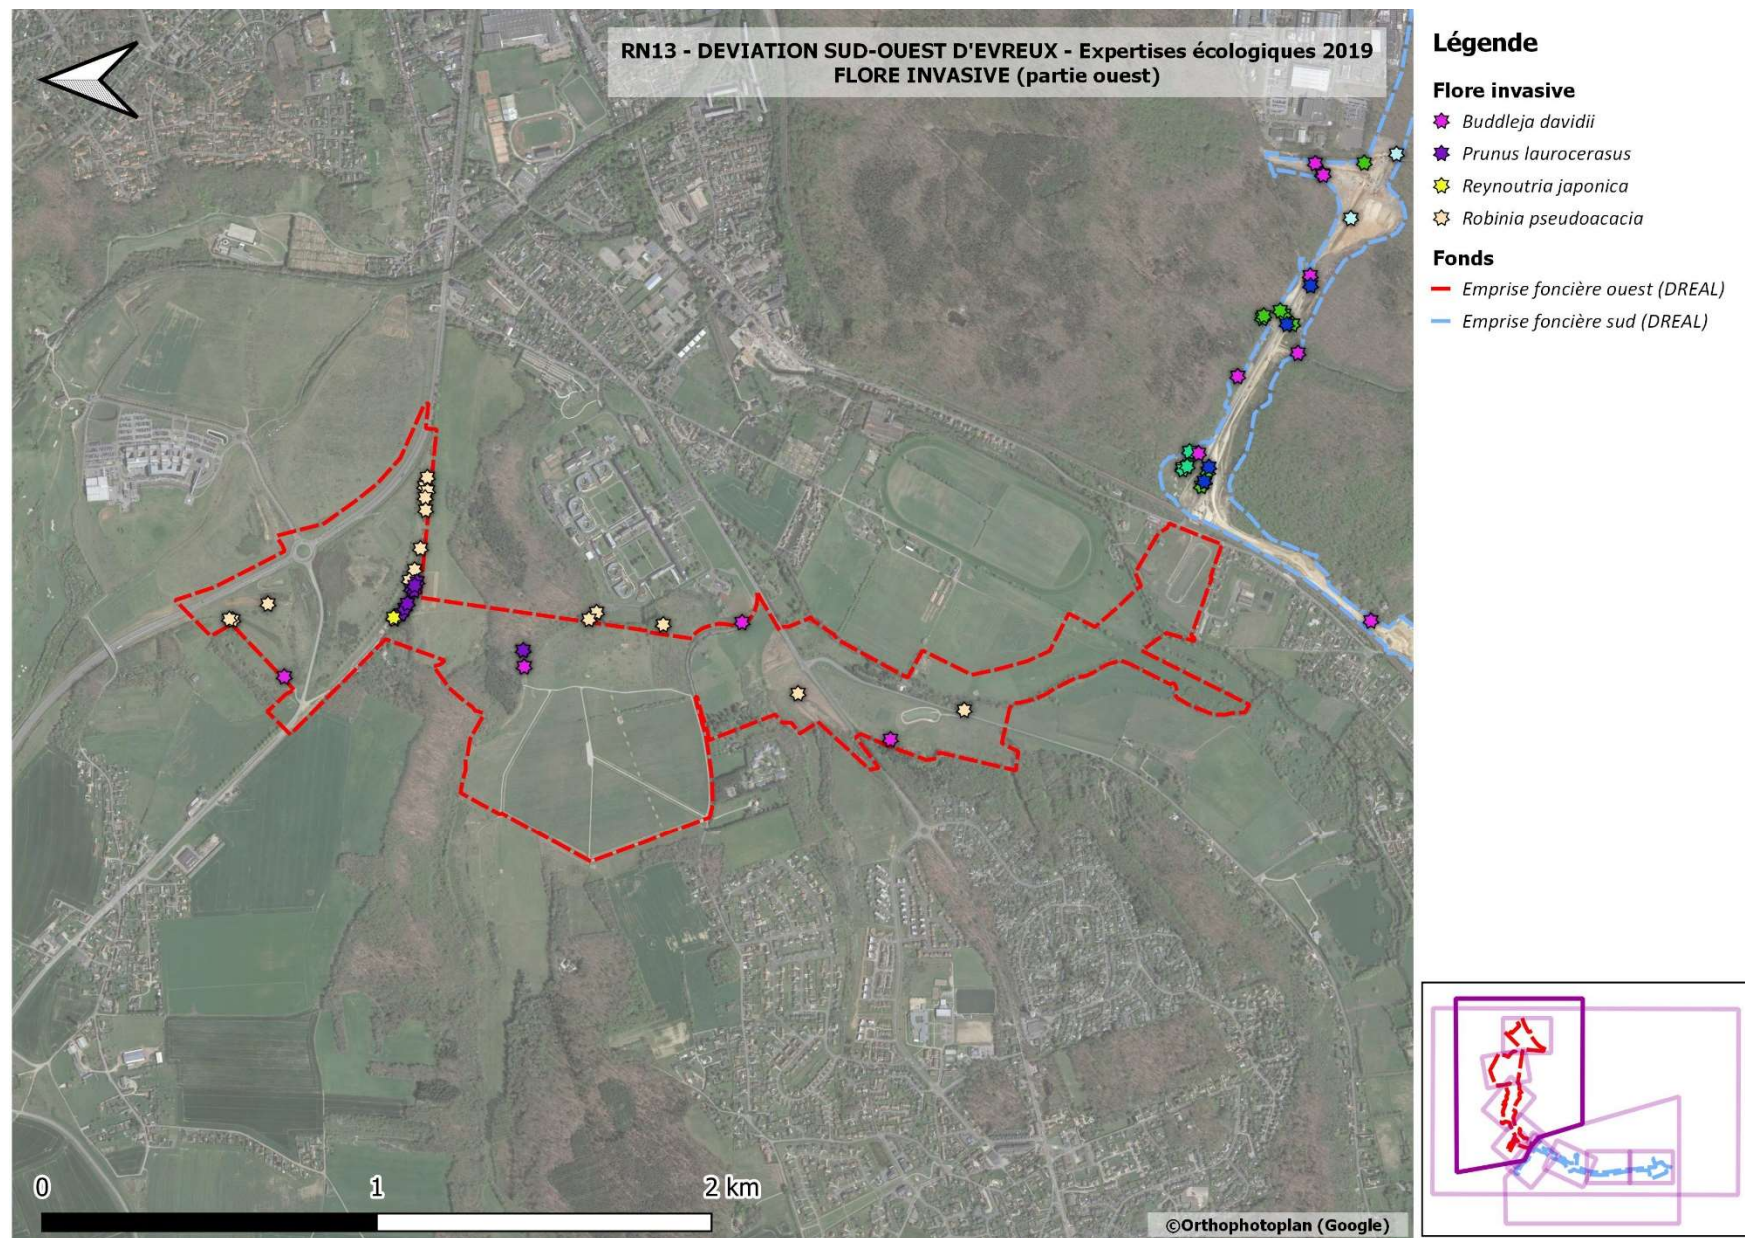 RN13 - DEVIATION SUD-OUEST D'EVREUX - Expertises écologiques 2019
FLORE INVASIVE (partie ouest)
Légende
Flore invasive
Buddleja davidii
Prunus laurocerasus
Reynoutria japonica
Robinia pseudoacacia
Fonds
Emprise foncière ouest (DREAL)
Emprise foncière sud (DREAL)
0 1 2 km
©Orthophotoplan (Google)